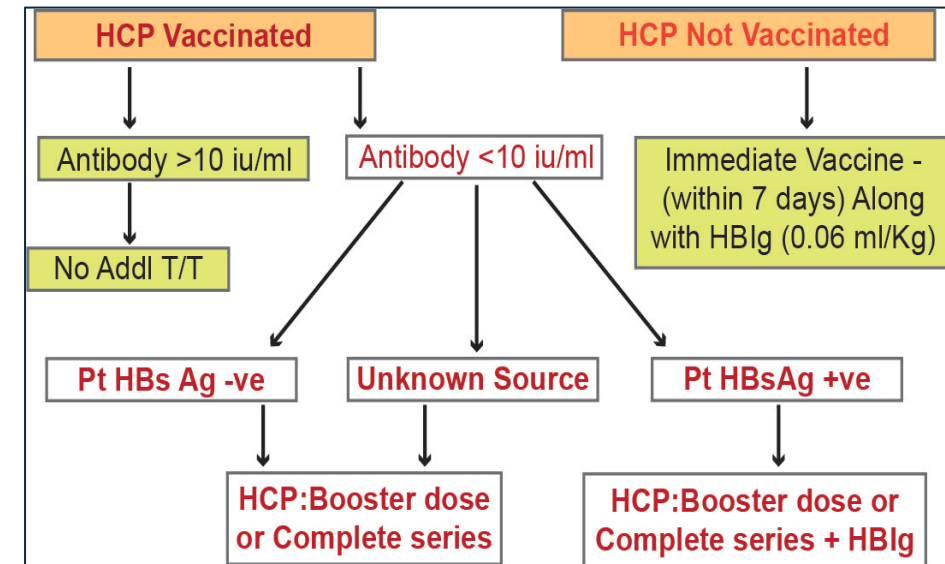 HCP Vaccinated
HCP Not Vaccinated
Antibody >10 iu/ml
Antibody <10 iu/ml
Immediate Vaccine -
(within 7 days) Along
with HBIg (0.06 ml/Kg)
No Addl T/T
Pt HBs Ag -ve
Unknown Source
Pt HBsAg +ve
HCP:Booster dose
or Complete series
HCP:Booster dose or
Complete series + HBIg